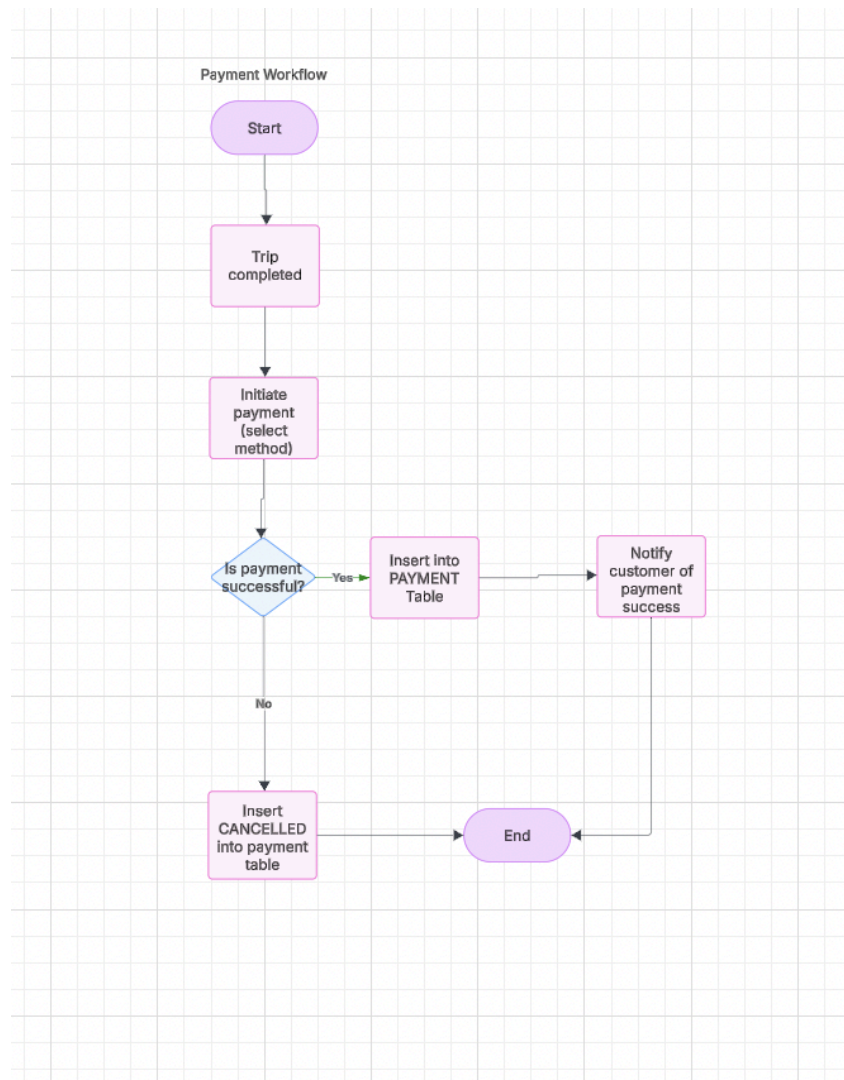 Payment Workflow
Start
Trip
completed
Initiate
payment
(select
method)
Is payment
successful?
Yes
Insert into
PAYMENT
Table
Notify
customer of
payment
success
No
Insert
CANCELLED
into payment
table
End